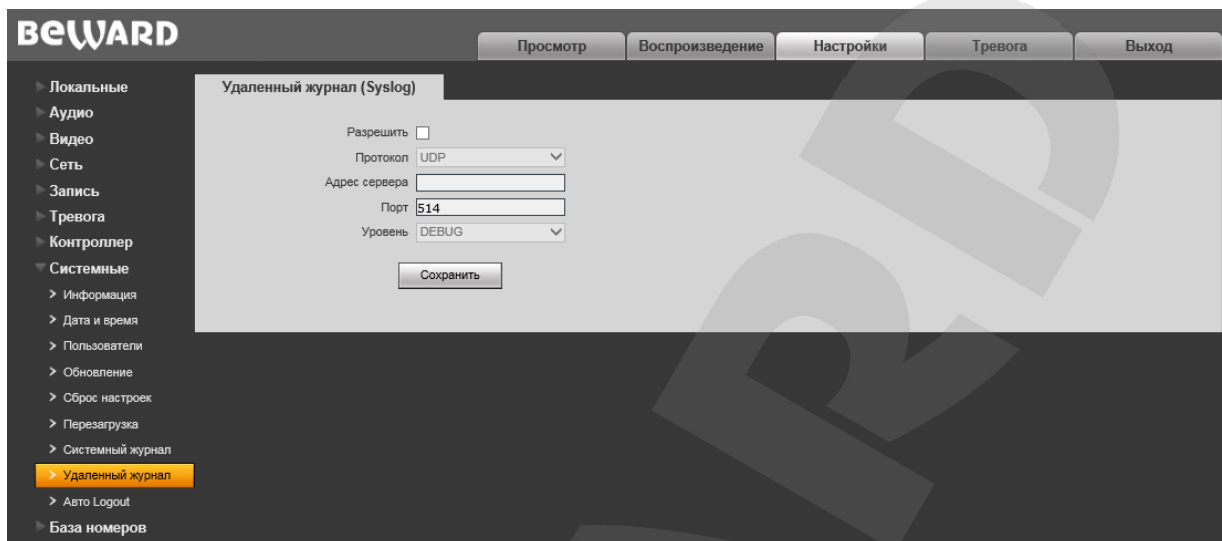 BEWARD
Просмотр Воспроизведение Настройки Тревога Выход
Локальные
Аудио
Видео
Сеть
Запись
Тревога
Контроллер
Системные
Информация
Дата и время
Пользователи
Обновление
Сброс настроек
Перезагрузка
Системный журнал
Удаленный журнал
Авто Logout
База номеров
Удаленный журнал (Syslog)
Разрешить
Протокол UDP
Адрес сервера
Порт 514
Уровень DEBUG
Сохранить